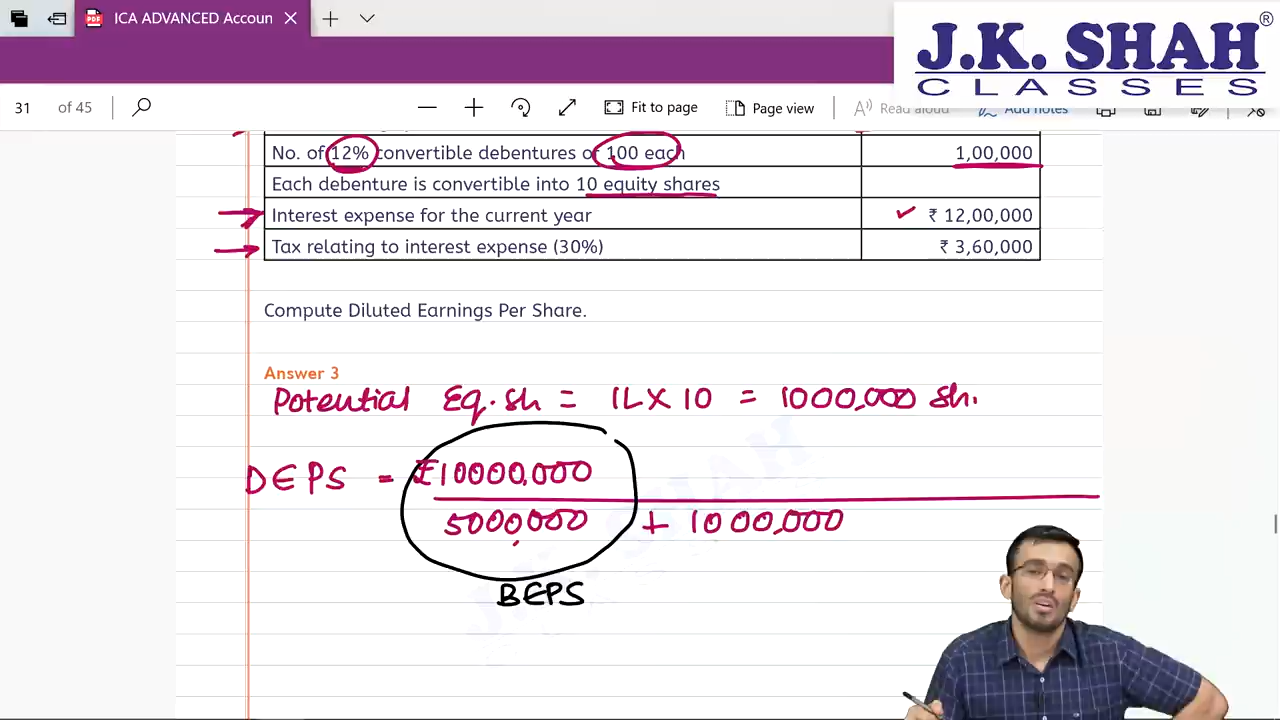 ICA ADVANCED Accoun
J.K. SHAH®
CLASSES
31 of 45
Fit to page
Page view
Read aloud
Add notes
No. of 12% convertible debentures of 100 each 1,00,000
Each debenture is convertible into 10 equity shares
Interest expense for the current year ₹ 12,00,000
Tax relating to interest expense (30%) ₹ 3,60,000
Compute Diluted Earnings Per Share.
Answer 3
Potential Eq. Sh = 1L X 10 = 1000,000 Sh.
DEPS = ₹10000,000
5000,000 + 1000,000
BEPS
J.K. SHAH